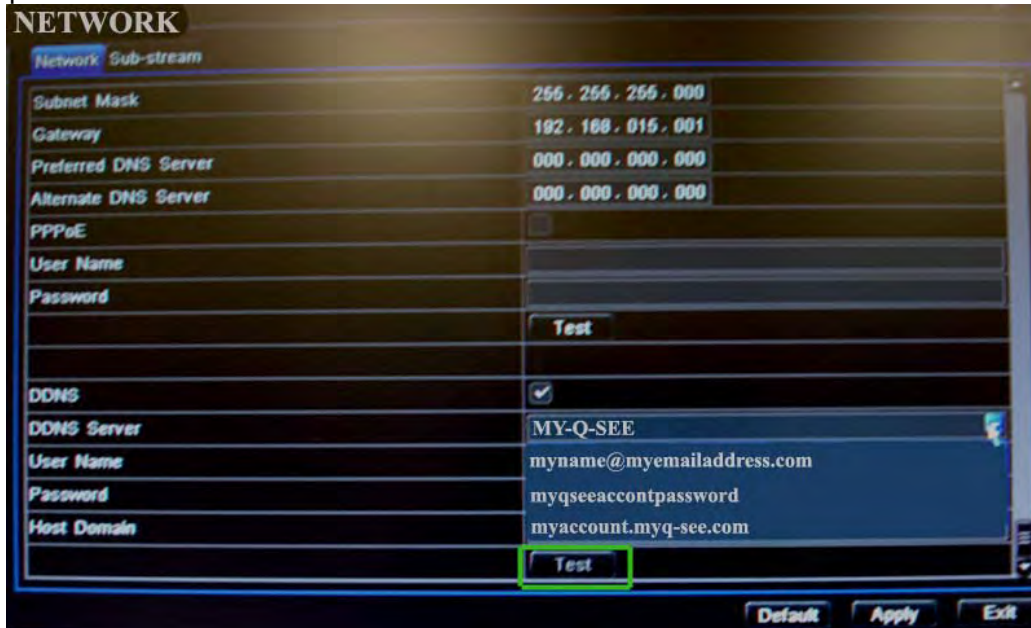 NETWORK
Network Sub-stream
Subnet Mask 255 . 255 . 255 . 000
Gateway 192 . 168 . 015 . 001
Preferred DNS Server 000 . 000 . 000 . 000
Alternate DNS Server 000 . 000 . 000 . 000
PPPoE
User Name
Password
Test
DDNS
DDNS Server MY-Q-SEE
User Name myname@myemailaddress.com
Password myqseeaccontpassword
Host Domain myaccount.myq-see.com
Test
Default Apply Exit